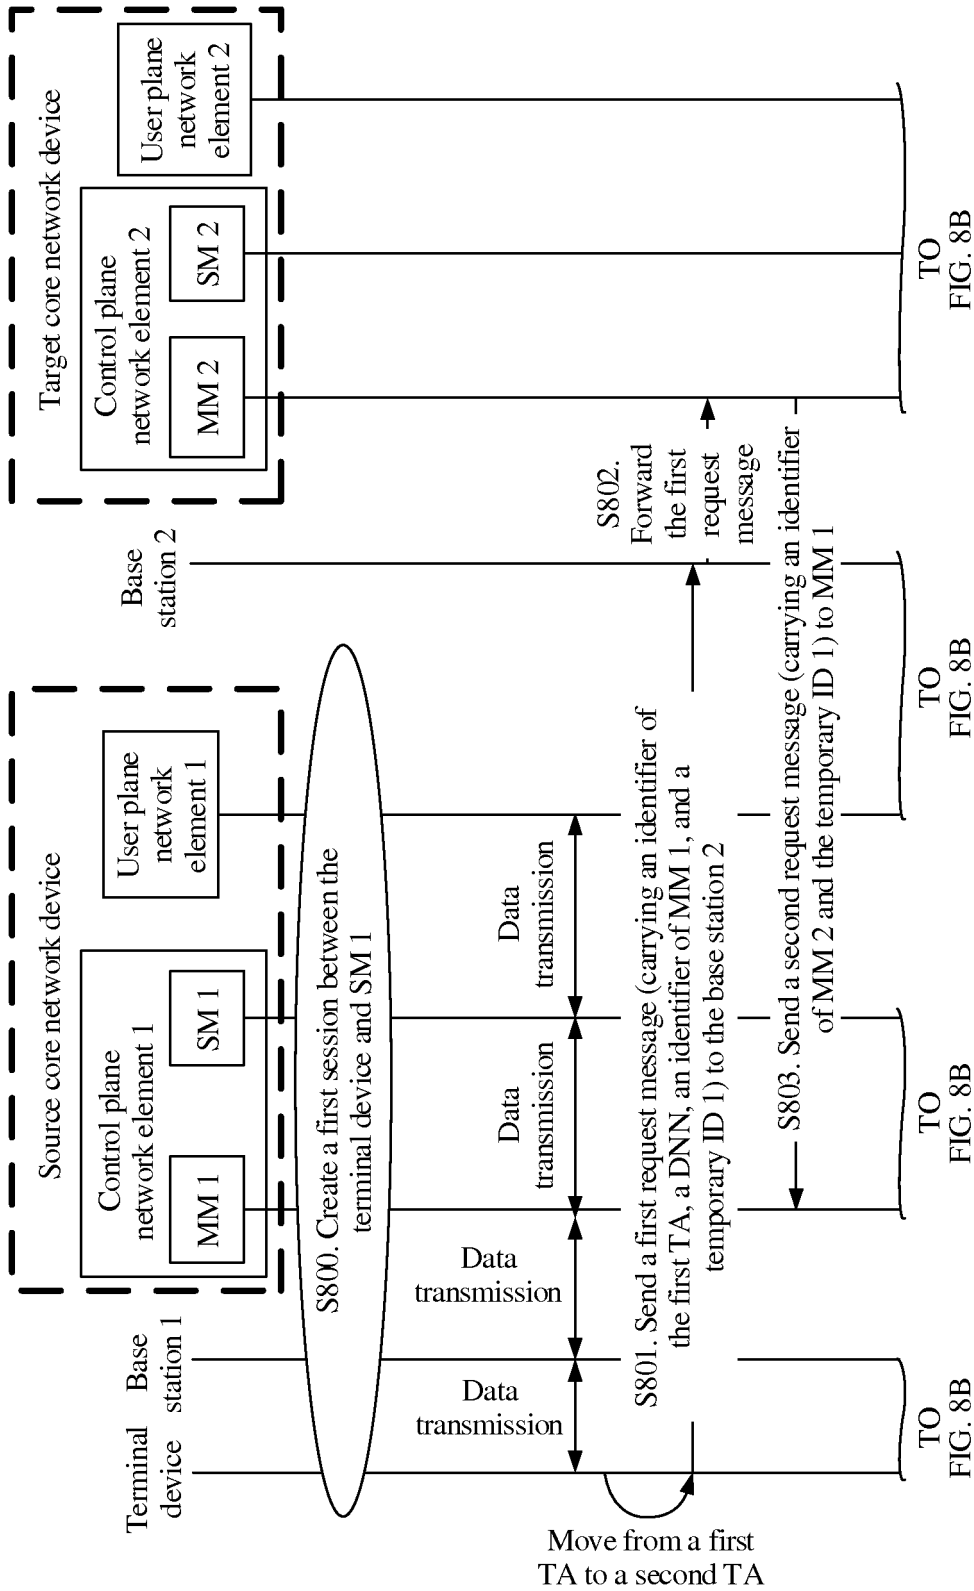 Source core network device
Target core network device
Terminal
device
Base
station 1
Control plane
network element 1
MM 1
SM 1
User plane
network
element 1
Base
station 2
Control plane
network element 2
MM 2
SM 2
User plane
network
element 2
S800. Create a first session between the
terminal device and SM 1
Data
transmission
Data
transmission
Data
transmission
Data
transmission
Move from a first
TA to a second TA
S801. Send a first request message (carrying an identifier of
the first TA, a DNN, an identifier of MM 1, and a
temporary ID 1) to the base station 2
S802.
Forward
the first
request
message
S803. Send a second request message (carrying an identifier
of MM 2 and the temporary ID 1) to MM 1
TO
FIG. 8B
TO
FIG. 8B
TO
FIG. 8B
TO
FIG. 8B